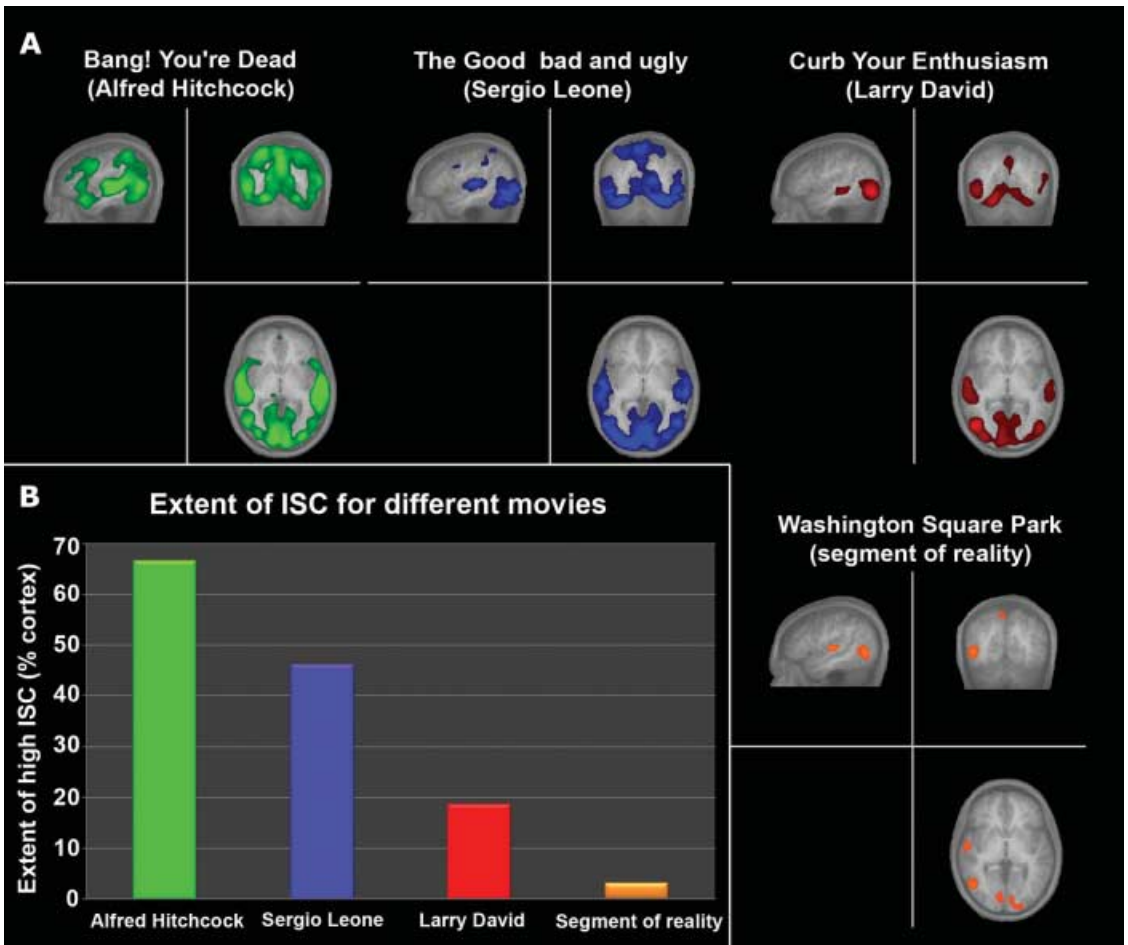 A
Bang! You're Dead
(Alfred Hitchcock)
The Good bad and ugly
(Sergio Leone)
Curb Your Enthusiasm
(Larry David)
B
Extent of ISC for different movies
Extent of high ISC (% cortex)
70
60
50
40
30
20
10
0
Alfred Hitchcock
Sergio Leone
Larry David
Segment of reality
Washington Square Park
(segment of reality)